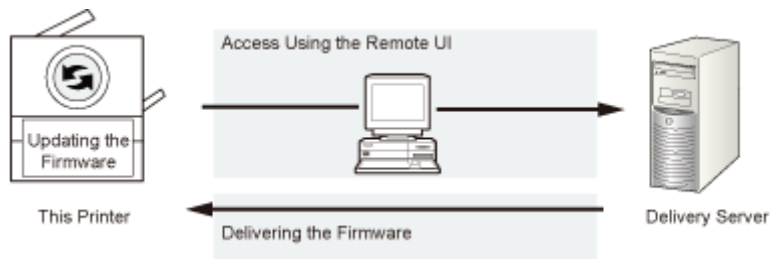 Access Using the Remote UI
Updating the
Firmware
This Printer
Delivery Server
Delivering the Firmware